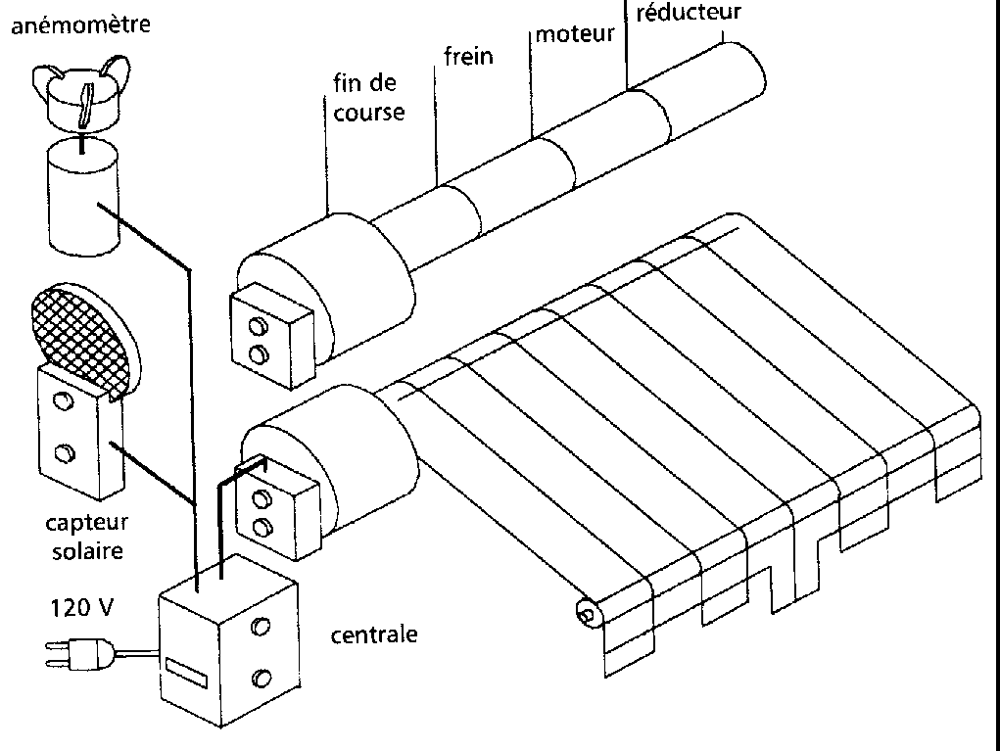 anémomètre
réducteur
moteur
frein
fin de
course
capteur
solaire
120 V
centrale